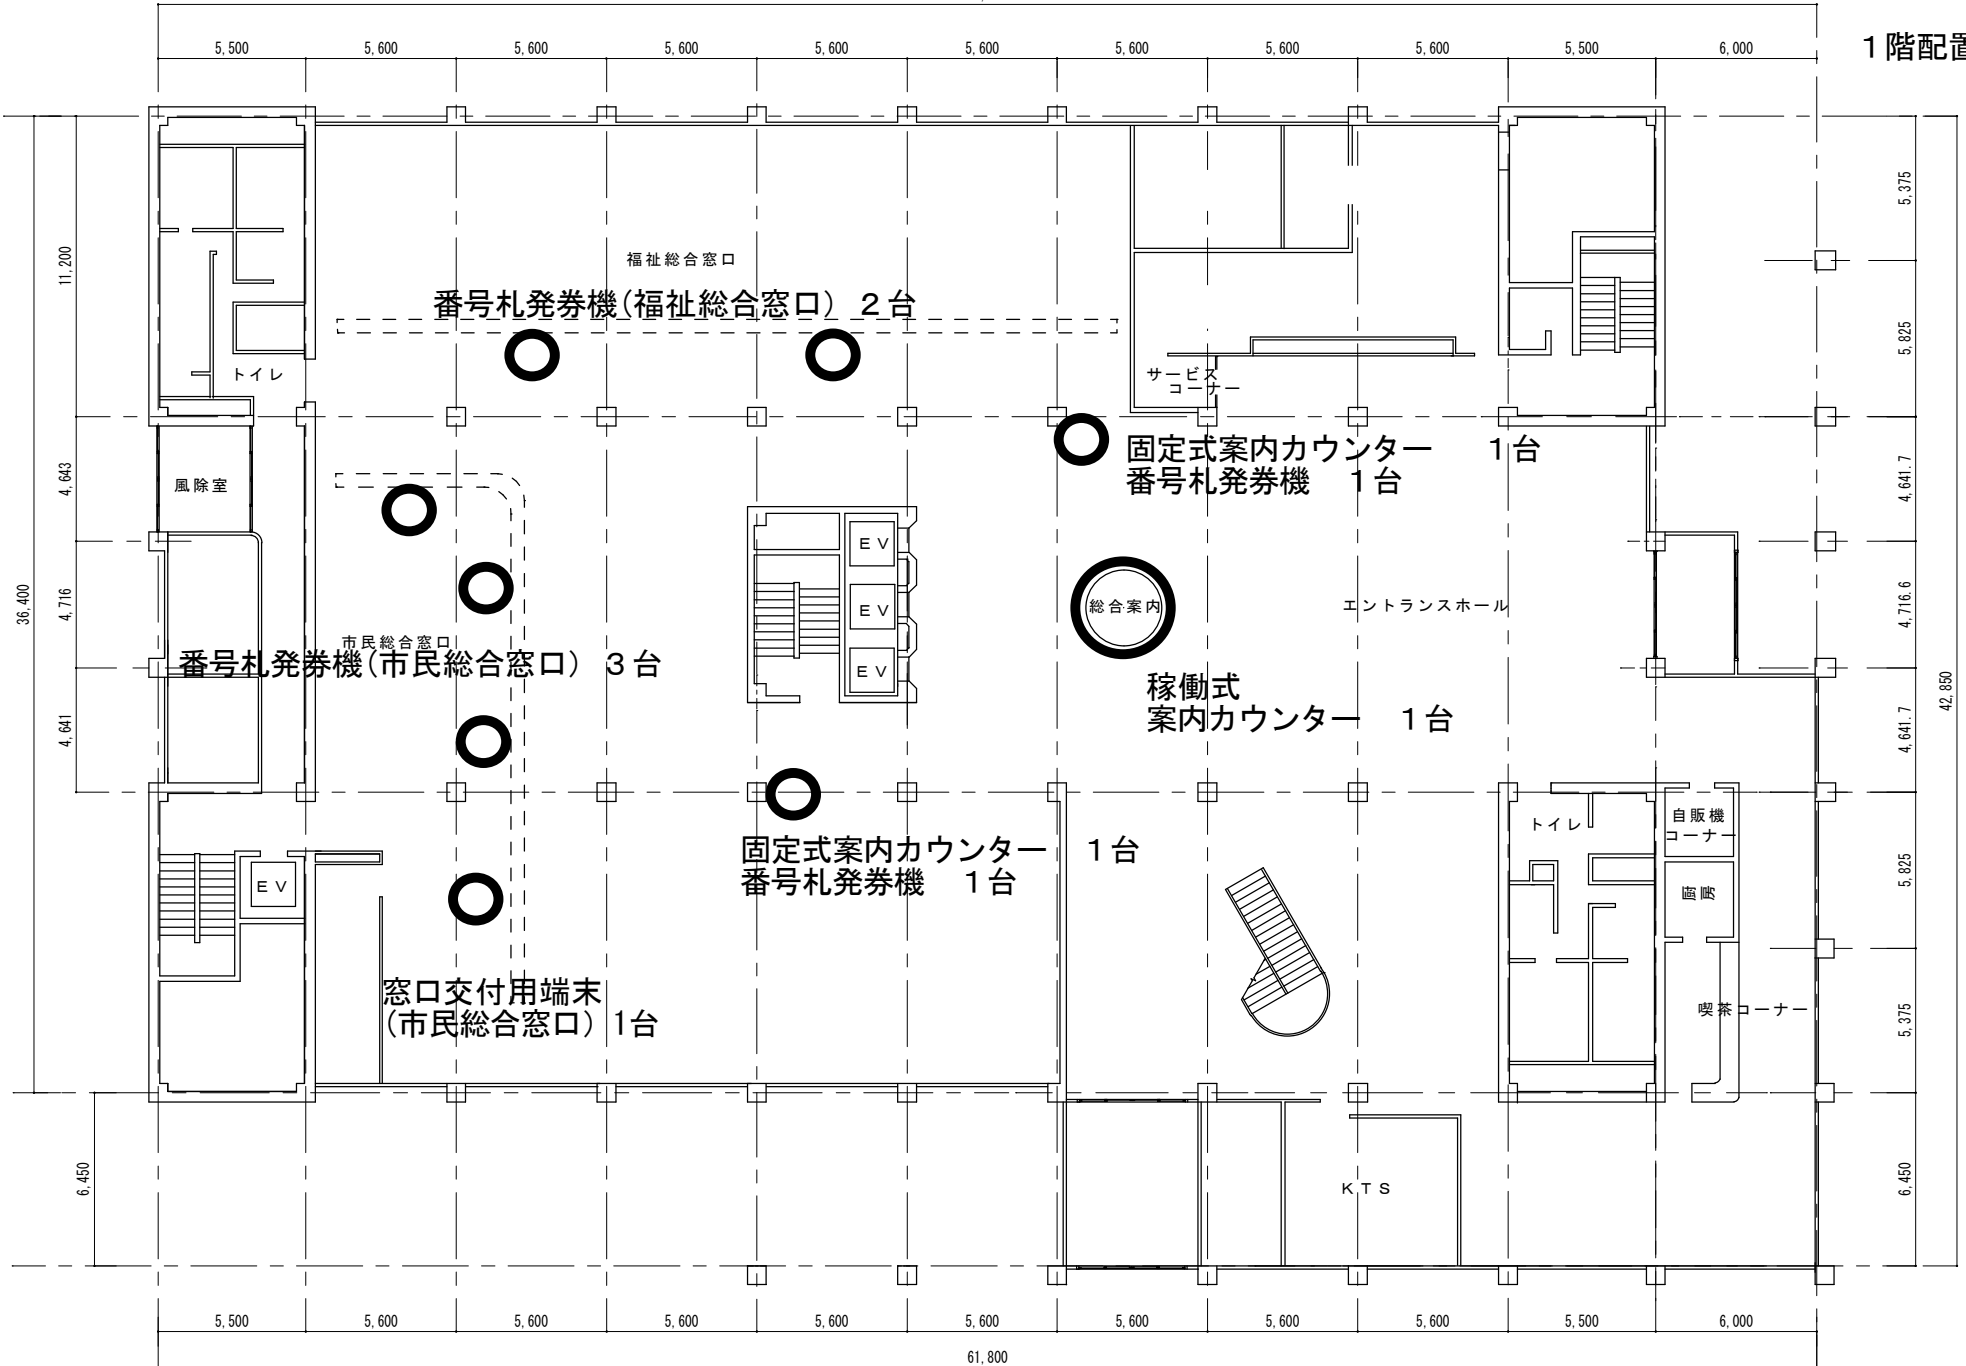 5,500 5,600 5,600 5,600 5,600 5,600 5,600 5,600 5,600 5,500 6,000
1階配置
11,200
4,643
4,716
4,641
36,400
6,450
5,375
5,825
4,641.7
4,716.6
4,641.7
5,825
5,375
6,450
42,850
福祉総合窓口
番号札発券機(福祉総合窓口) 2台
トイレ
サービス
コーナー
固定式案内カウンター 1台
番号札発券機 1台
風除室
EV
EV
EV
総合案内
エントランスホール
市民総合窓口
番号札発券機(市民総合窓口) 3台
稼働式
案内カウンター 1台
固定式案内カウンター 1台
番号札発券機 1台
トイレ
自販機
コーナー
EV
厨房
窓口交付用端末
(市民総合窓口) 1台
喫茶コーナー
KTS
5,500 5,600 5,600 5,600 5,600 5,600 5,600 5,600 5,600 5,500 6,000
61,800